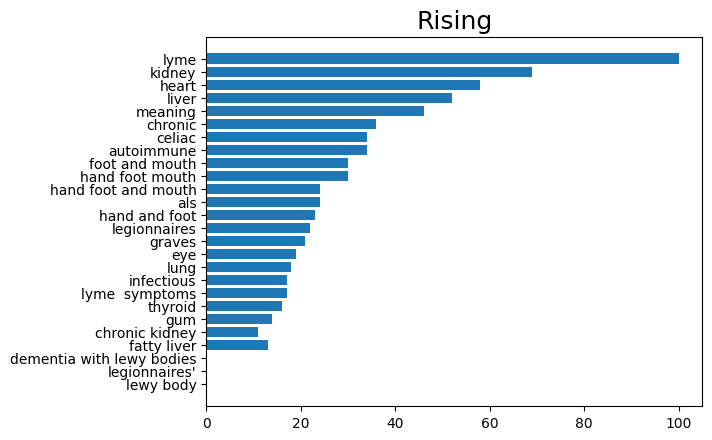 Rising
lyme
kidney
heart
liver
meaning
chronic
celiac
autoimmune
foot and mouth
hand foot mouth
hand foot and mouth
als
hand and foot
legionnaires
graves
eye
lung
infectious
lyme  symptoms
thyroid
gum
chronic kidney
fatty liver
dementia with lewy bodies
legionnaires'
lewy body
0 20 40 60 80 100